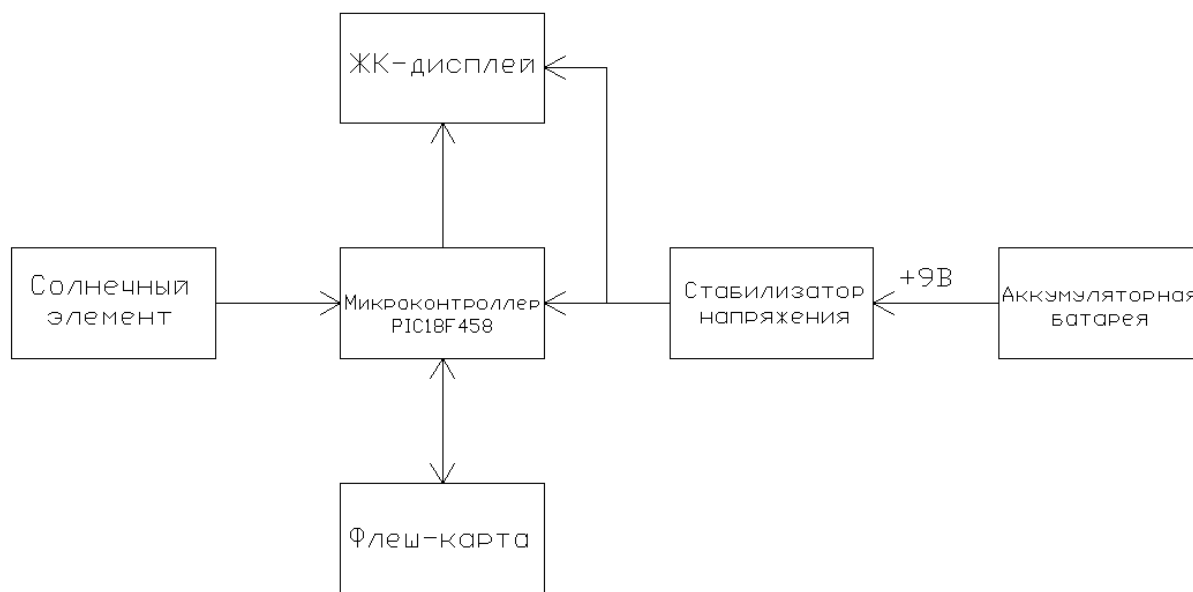 ЖК-дисплей
Солнечный
элемент
Микроконтроллер
PIC18F458
Стабилизатор
напряжения
+9В
Аккумуляторная
батарея
Флеш-карта